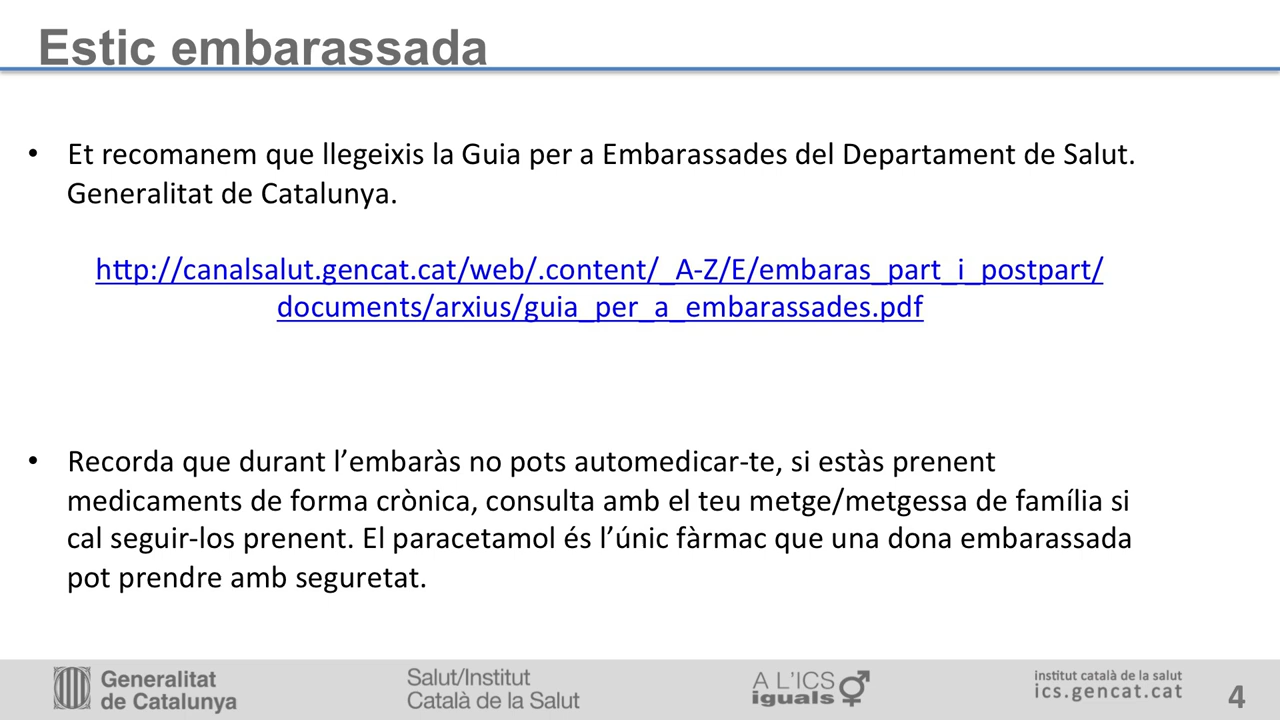 Estic embarassada
• Et recomanem que llegeixis la Guia per a Embarassades del Departament de Salut.
Generalitat de Catalunya.
http://canalsalut.gencat.cat/web/.content/_A-Z/E/embaras_part_i_postpart/
documents/arxius/guia_per_a_embarassades.pdf
• Recorda que durant l’embaràs no pots automedicar-te, si estàs prenent
medicaments de forma crònica, consulta amb el teu metge/metgessa de família si
cal seguir-los prenent. El paracetamol és l’únic fàrmac que una dona embarassada
pot prendre amb seguretat.
Generalitat
de Catalunya
Salut/Institut
Català de la Salut
A L'ICS
iguals
institut català de la salut
ics.gencat.cat
4